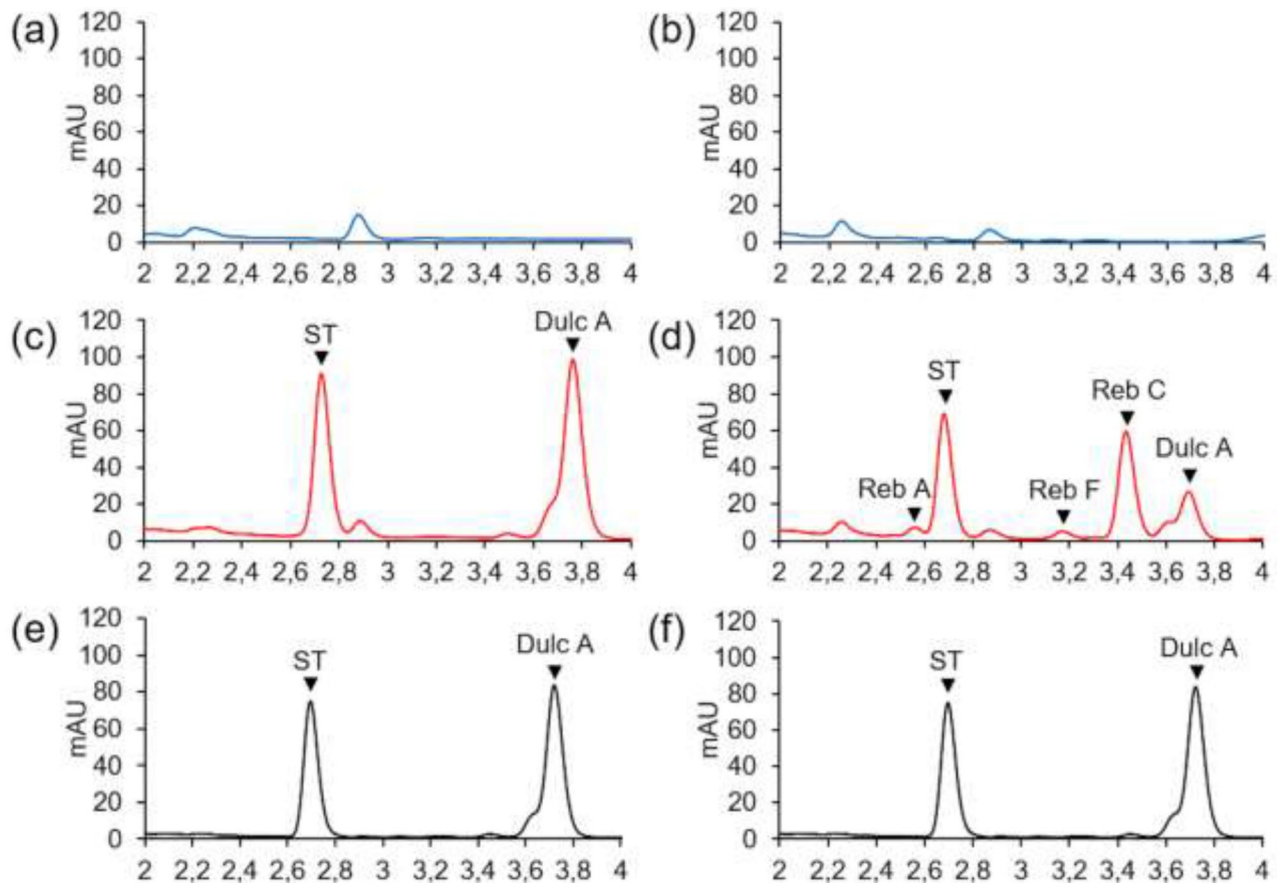 (a) (b)
120 120
100 100
80 80
60 60
40 40
20 20
0 0
mAU mAU
2 2,2 2,4 2,6 2,8 3 3,2 3,4 3,6 3,8 4 2 2,2 2,4 2,6 2,8 3 3,2 3,4 3,6 3,8 4
(c) (d)
120 Dulc A 120
ST
100 100 ST Reb C
80 80
60 60 Dulc A
40 40
20 20 Reb A Reb F
0 0
mAU mAU
2 2,2 2,4 2,6 2,8 3 3,2 3,4 3,6 3,8 4 2 2,2 2,4 2,6 2,8 3 3,2 3,4 3,6 3,8 4
(e) (f)
120 120
100 ST Dulc A 100 ST Dulc A
80 80
60 60
40 40
20 20
0 0
mAU mAU
2 2,2 2,4 2,6 2,8 3 3,2 3,4 3,6 3,8 4 2 2,2 2,4 2,6 2,8 3 3,2 3,4 3,6 3,8 4